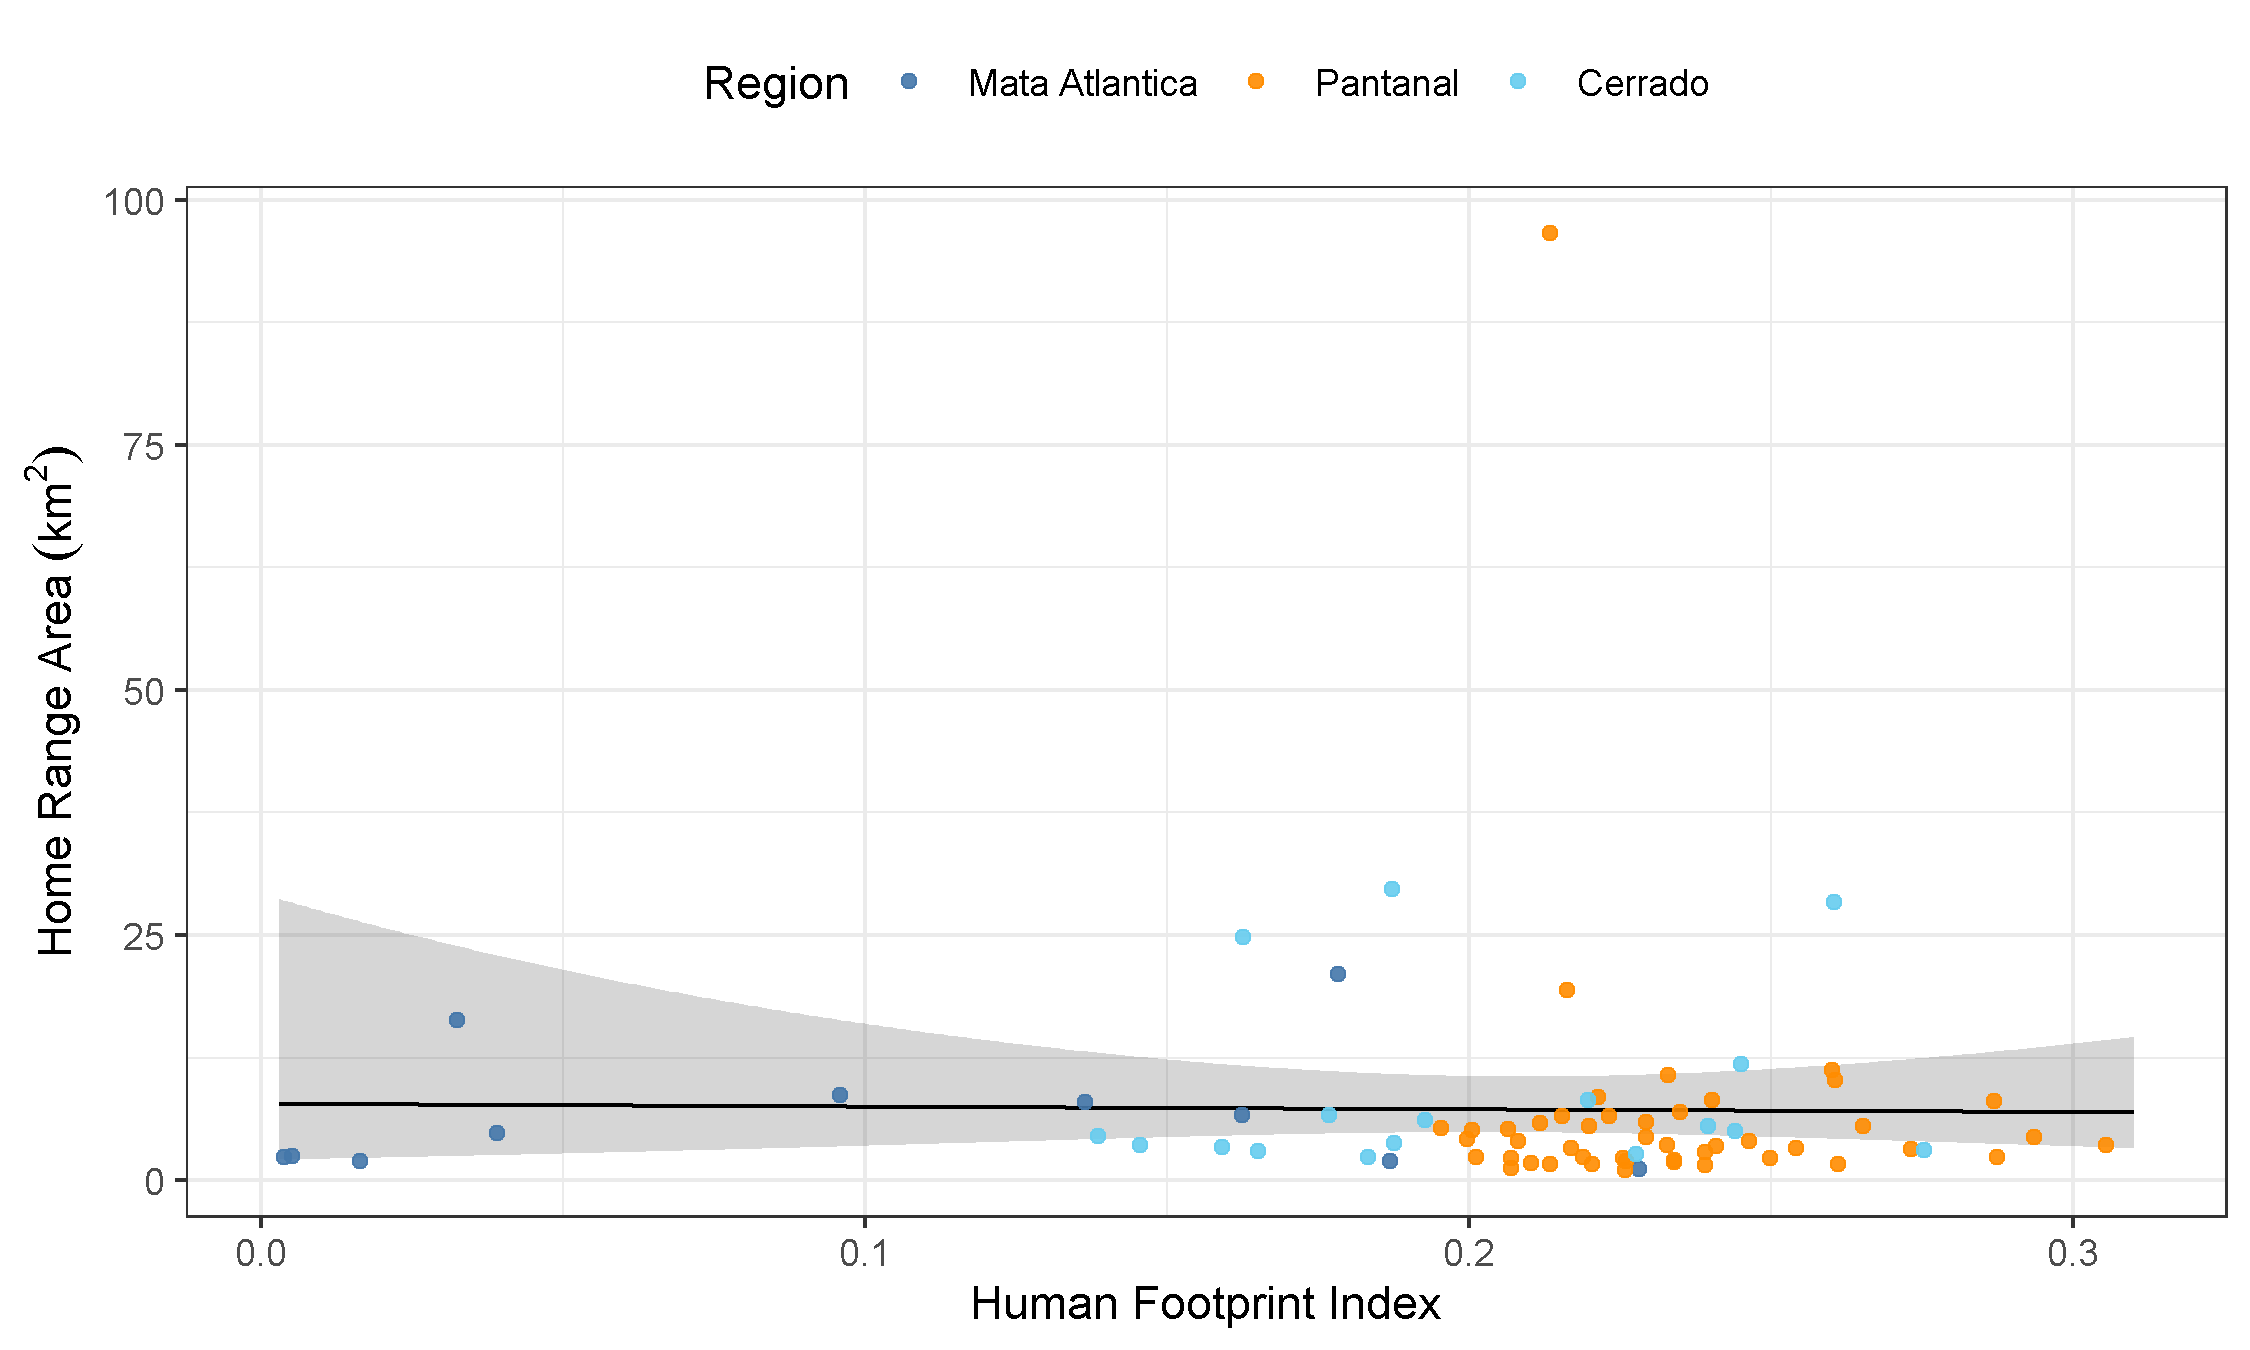 Region Mata Atlantica Pantanal Cerrado
100
75
50
25
0
Home Range Area (km²)
0.0 0.1 0.2 0.3
Human Footprint Index